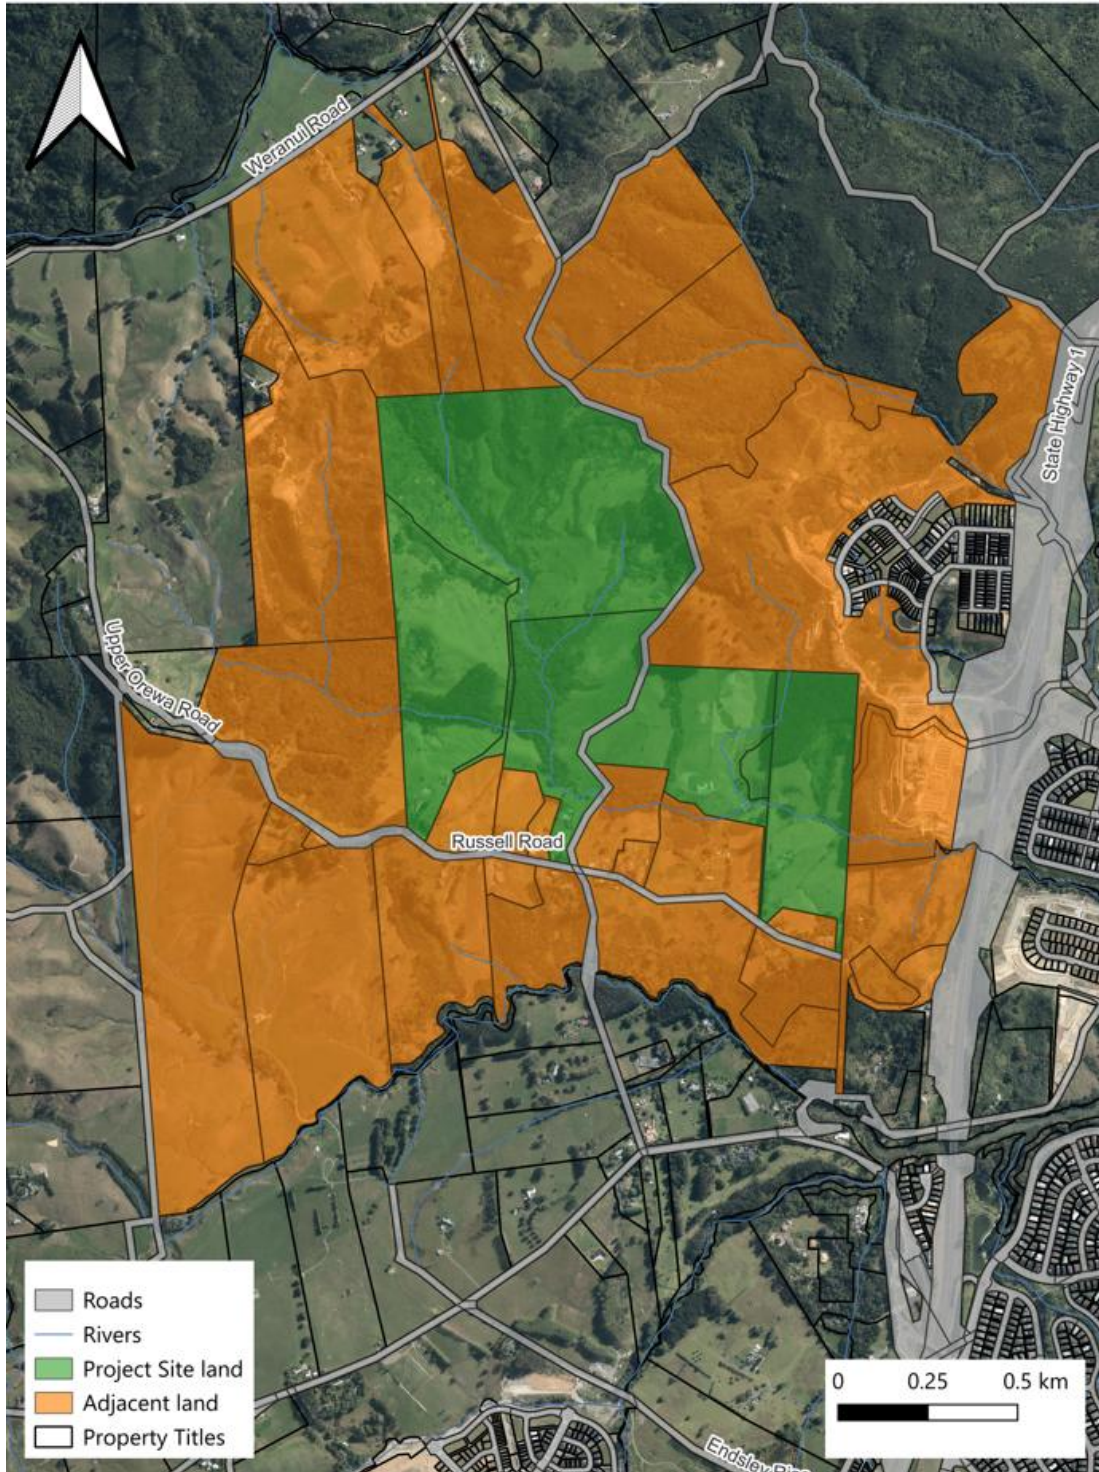 Weranui Road
State Highway 1
Upper Orewa Road
Russell Road
Roads
Rivers
Project Site land
Adjacent land
Property Titles
0 0.25 0.5 km
Endsley